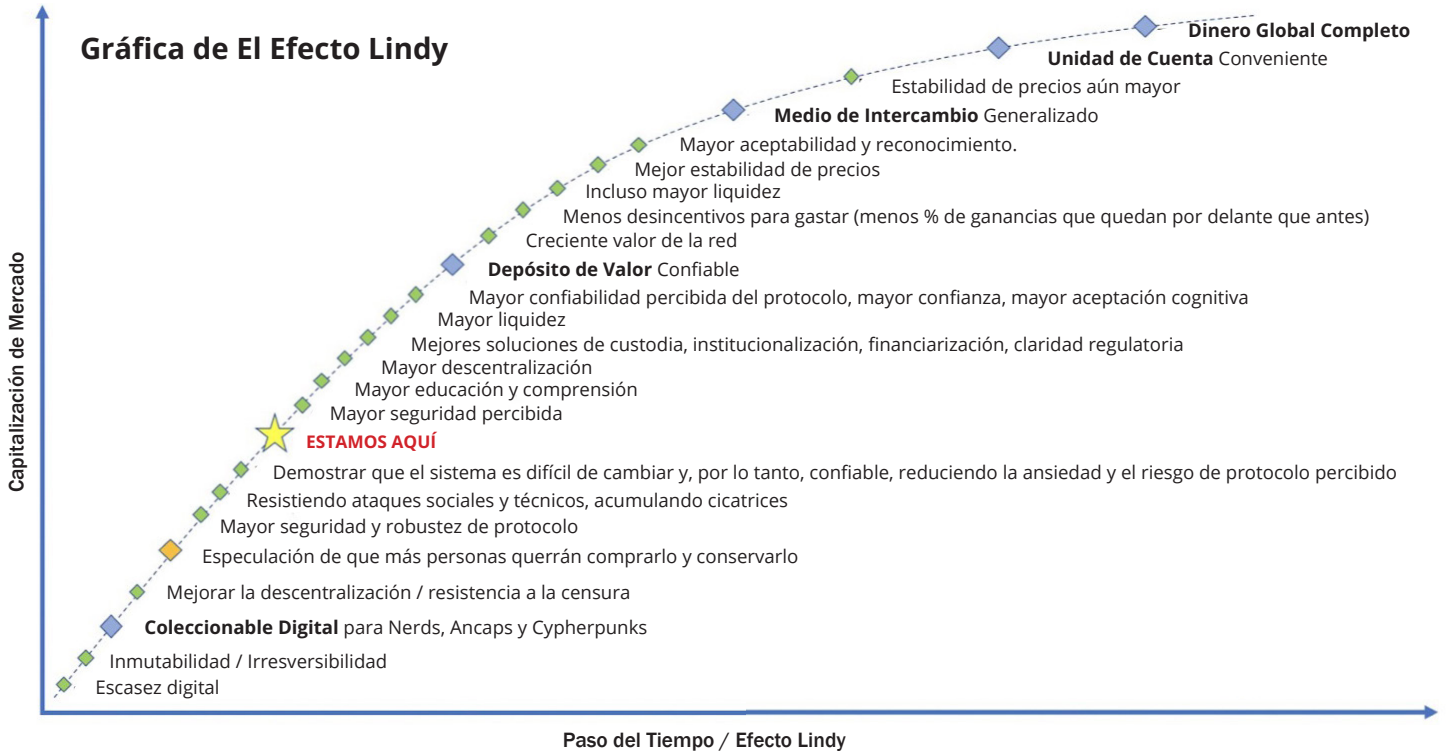 Gráfica de El Efecto Lindy
Dinero Global Completo
Unidad de Cuenta Conveniente
Estabilidad de precios aún mayor
Medio de Intercambio Generalizado
Mayor aceptabilidad y reconocimiento.
Mejor estabilidad de precios
Incluso mayor liquidez
Menos desincentivos para gastar (menos % de ganancias que quedan por delante que antes)
Creciente valor de la red
Depósito de Valor Confiable
Mayor confiabilidad percibida del protocolo, mayor confianza, mayor aceptación cognitiva
Mayor liquidez
Mejores soluciones de custodia, institucionalización, financiarización, claridad regulatoria
Mayor descentralización
Mayor educación y comprensión
Mayor seguridad percibida
ESTAMOS AQUÍ
Demostrar que el sistema es difícil de cambiar y, por lo tanto, confiable, reduciendo la ansiedad y el riesgo de protocolo percibido
Resistiendo ataques sociales y técnicos, acumulando cicatrices
Mayor seguridad y robustez de protocolo
Especulación de que más personas querrán comprarlo y conservarlo
Mejorar la descentralización / resistencia a la censura
Coleccionable Digital para Nerds, Ancaps y Cypherpunks
Inmutabilidad / Irresversibilidad
Escasez digital
Capitalización de Mercado
Paso del Tiempo / Efecto Lindy